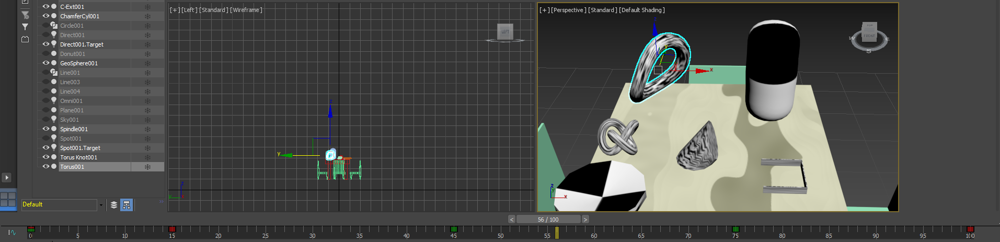 C-Ext001
ChamferCyl001
Circle001
Direct001
Direct001.Target
Donut001
GeoSphere001
Line001
Line003
Line004
Omni001
Plane001
Sky001
Spindle001
Spot001
Spot001.Target
Torus Knot001
Torus001
Default
[+] [Left] [Standard] [Wireframe]
LEFT
z
y
z
y
[+] [Perspective] [Standard] [Default Shading]
z
y
x
TOP
FRONT
W
E
S
z
y
x
< 56 / 100 >
0 5 10 15 20 25 30 35 40 45 50 55 60 65 70 75 80 85 90 95 100